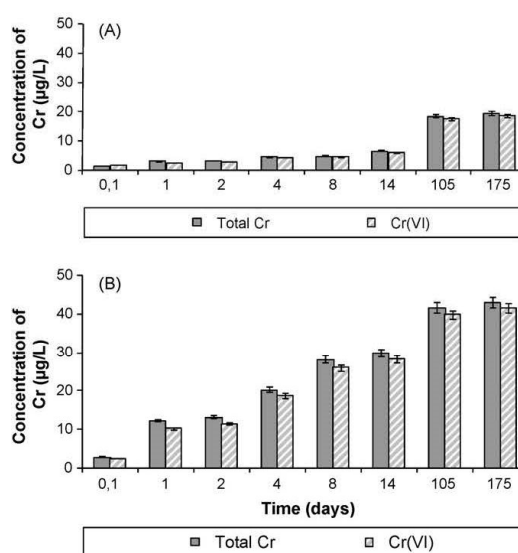 (A)
Concentration of
Cr (µg/L)
50
40
30
20
10
0
0,1 1 2 4 8 14 105 175
Total Cr Cr(VI)
(B)
Concentration of
Cr (µg/L)
50
40
30
20
10
0
0,1 1 2 4 8 14 105 175
Time (days)
Total Cr Cr(VI)